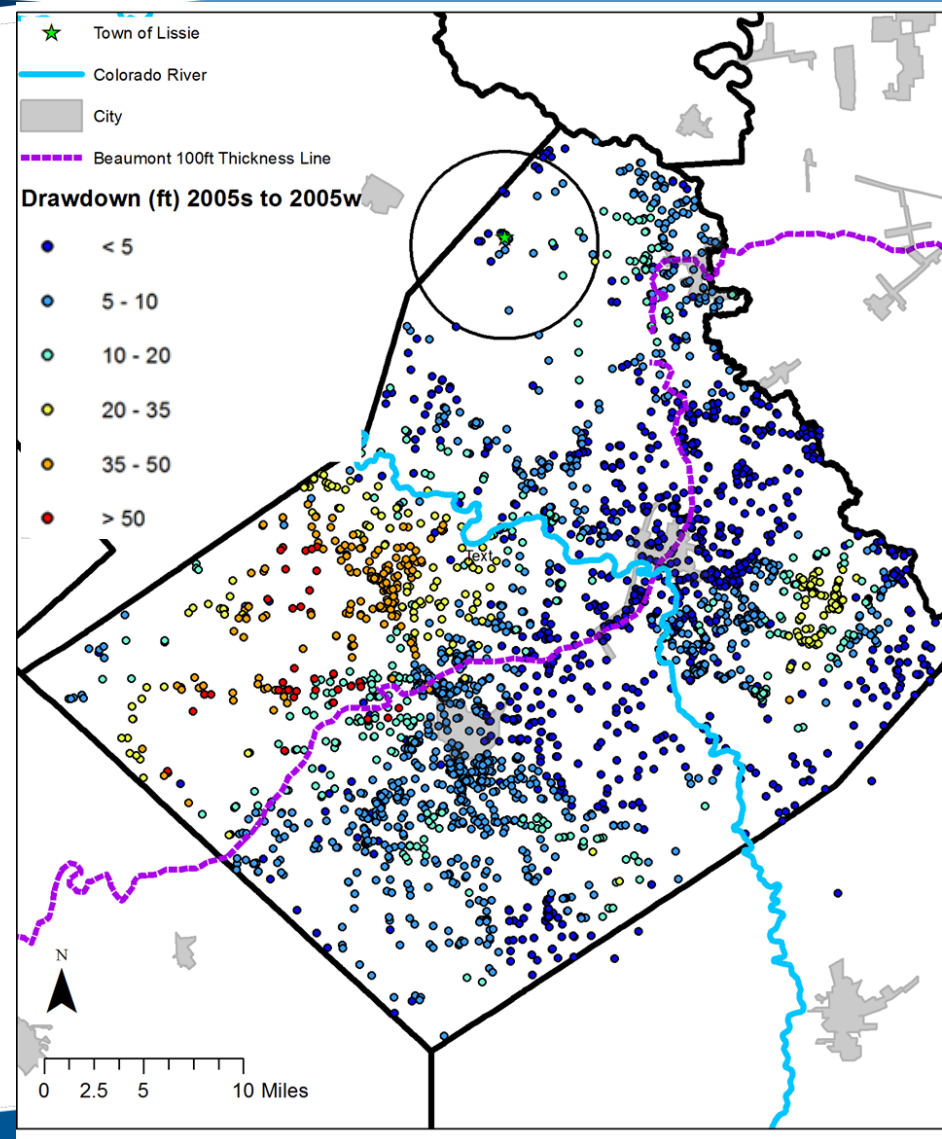 Town of Lissie
Colorado River
City
Beaumont 100ft Thickness Line
Drawdown (ft) 2005s to 2005w
< 5
5 - 10
10 - 20
20 - 35
35 - 50
> 50
Text
N
0 2.5 5 10 Miles